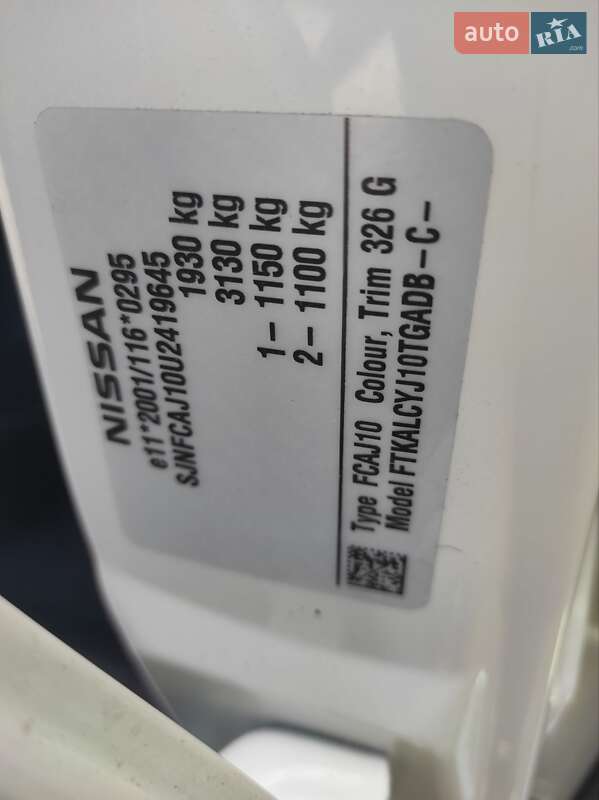 auto RIA.com
NISSAN
e11*2001/116*0295
SJNFCAJ10U2419645
1930 kg
3130 kg
1- 1150 kg
2- 1100 kg
Type FCAJ10 Colour, Trim 326 G
Model FTKALCYJ10TGADB-C-